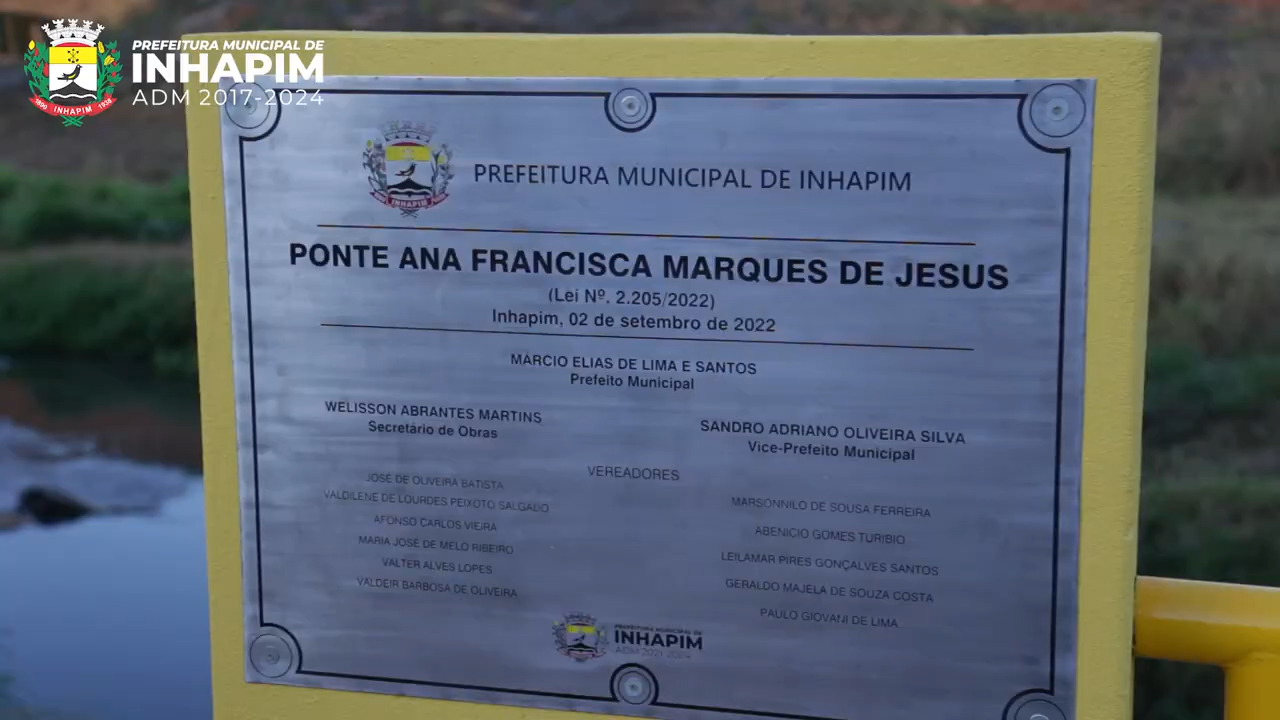 PREFEITURA MUNICIPAL DE
INHAPIM
ADM 2017-2024
1890 INHAPIM 1938
PREFEITURA MUNICIPAL DE INHAPIM
INHAPIM
PONTE ANA FRANCISCA MARQUES DE JESUS
(Lei Nº. 2.205/2022)
Inhapim, 02 de setembro de 2022
MÁRCIO ELIAS DE LIMA E SANTOS
Prefeito Municipal
WELISSON ABRANTES MARTINS
Secretário de Obras
SANDRO ADRIANO OLIVEIRA SILVA
Vice-Prefeito Municipal
VEREADORES
JOSÉ DE OLIVEIRA BATISTA
VALDILENE DE LOURDES PEIXOTO SALGADO
AFONSO CARLOS VIEIRA
MARIA JOSÉ DE MELO RIBEIRO
VALTER ALVES LOPES
VALDEIR BARBOSA DE OLIVEIRA
MARSONNILO DE SOUSA FERREIRA
ABENICIO GOMES TURIBIO
LEILAMAR PIRES GONÇALVES SANTOS
GERALDO MAJELA DE SOUZA COSTA
PAULO GIOVANI DE LIMA
PREFEITURA MUNICIPAL DE
INHAPIM
ADM 2021-2024